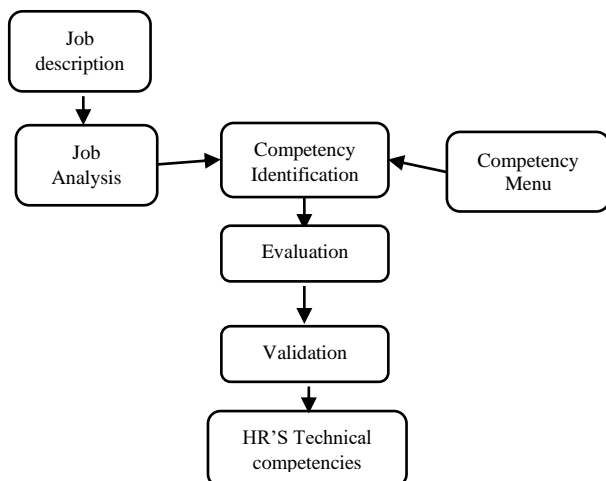 Job
description
Job
Analysis
Competency
Identification
Competency
Menu
Evaluation
Validation
HR'S Technical
competencies